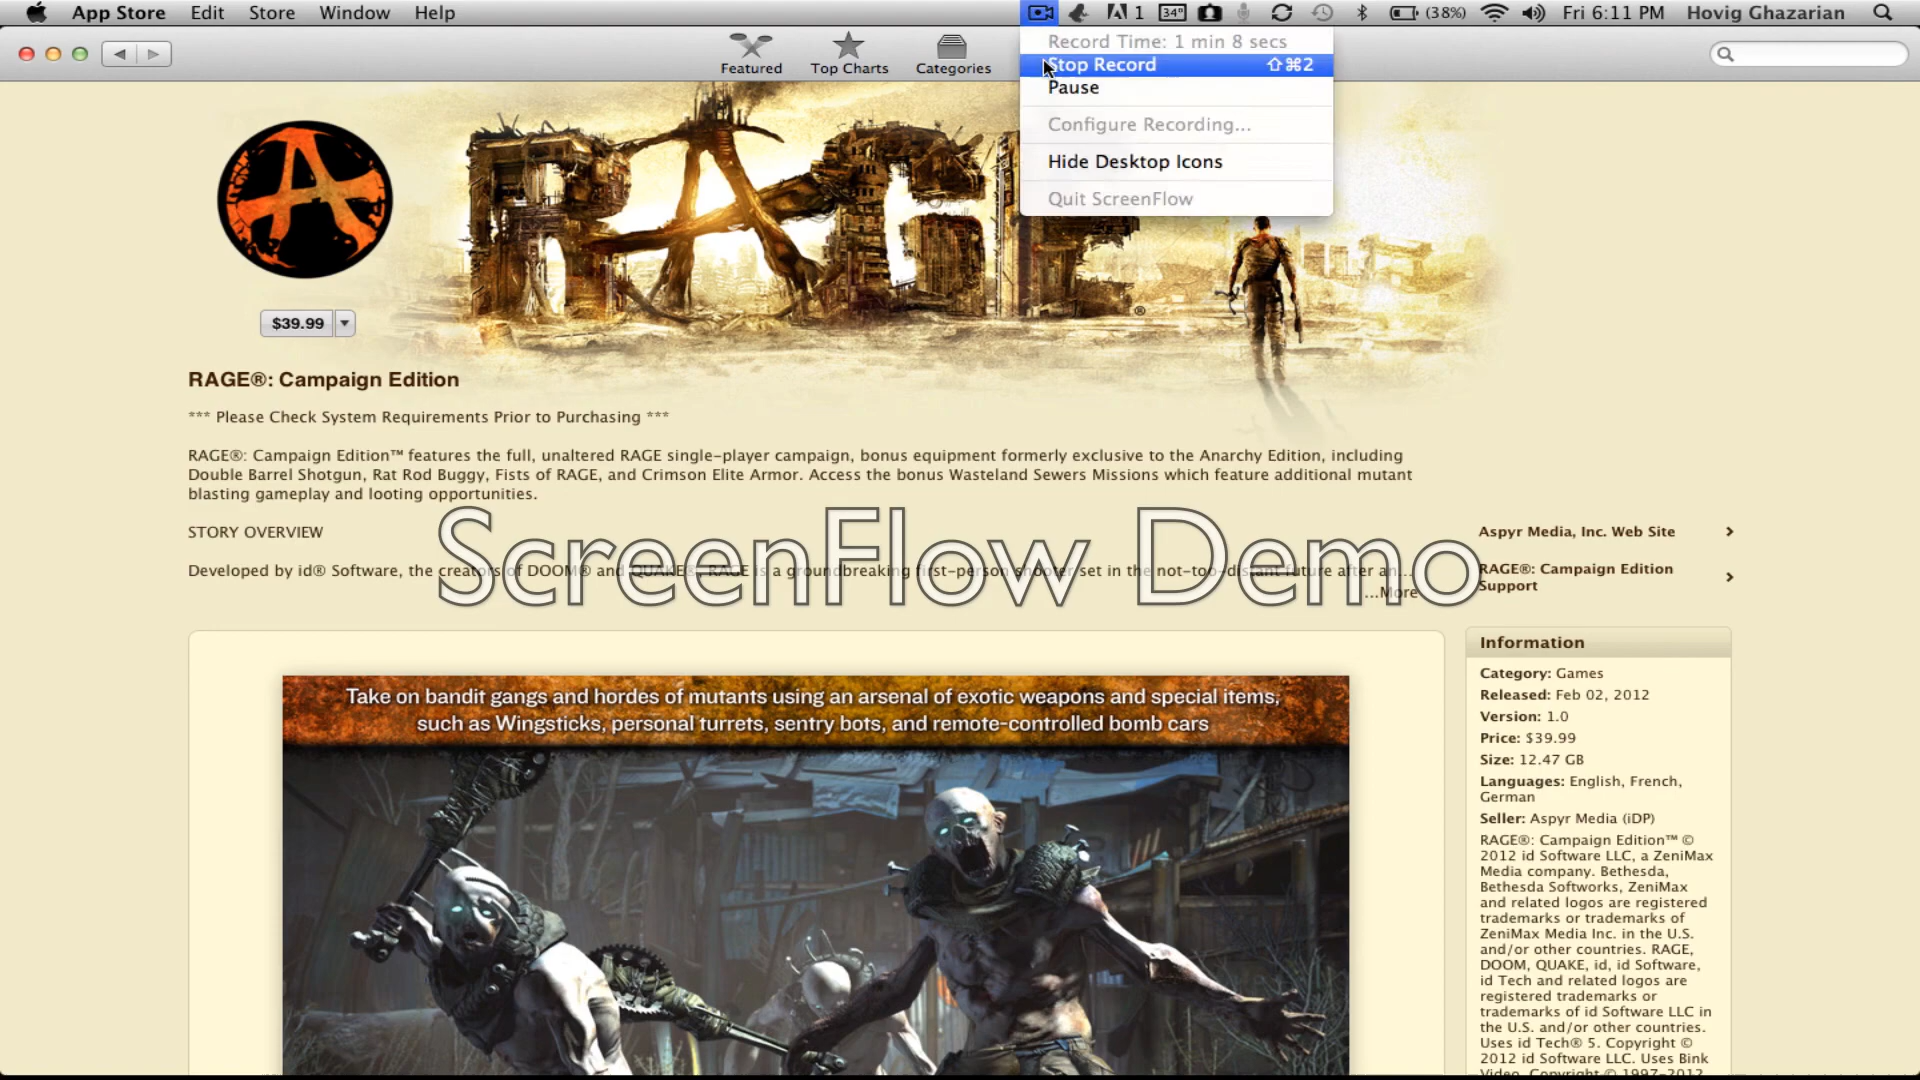 App Store Edit Store Window Help 1 34° (38%) Fri 6:11 PM Hovig Ghazarian
Record Time: 1 min 8 secs
Stop Record ⇧⌘2
Pause
Configure Recording...
Hide Desktop Icons
Quit ScreenFlow
Featured Top Charts Categories
RAGE ®
$39.99
RAGE®: Campaign Edition
*** Please Check System Requirements Prior to Purchasing ***
RAGE®: Campaign Edition™ features the full, unaltered RAGE single-player campaign, bonus equipment formerly exclusive to the Anarchy Edition, including
Double Barrel Shotgun, Rat Rod Buggy, Fists of RAGE, and Crimson Elite Armor. Access the bonus Wasteland Sewers Missions which feature additional mutant
blasting gameplay and looting opportunities.
STORY OVERVIEW
Developed by id® Software, the creators of DOOM® and QUAKE®, RAGE is a groundbreaking first-person shooter set in the not-too-distant future after an...
...More
ScreenFlow Demo
Aspyr Media, Inc. Web Site
RAGE®: Campaign Edition
Support
Take on bandit gangs and hordes of mutants using an arsenal of exotic weapons and special items,
such as Wingsticks, personal turrets, sentry bots, and remote-controlled bomb cars
Information
Category: Games
Released: Feb 02, 2012
Version: 1.0
Price: $39.99
Size: 12.47 GB
Languages: English, French,
German
Seller: Aspyr Media (iDP)
RAGE®: Campaign Edition™ ©
2012 id Software LLC, a ZeniMax
Media company. Bethesda,
Bethesda Softworks, ZeniMax
and related logos are registered
trademarks or trademarks of
ZeniMax Media Inc. in the U.S.
and/or other countries. RAGE,
DOOM, QUAKE, id, id Software,
id Tech and related logos are
registered trademarks or
trademarks of id Software LLC in
the U.S. and/or other countries.
Uses id Tech® 5. Copyright ©
2012 id Software LLC. Uses Bink
Video. Copyright © 1997-2012